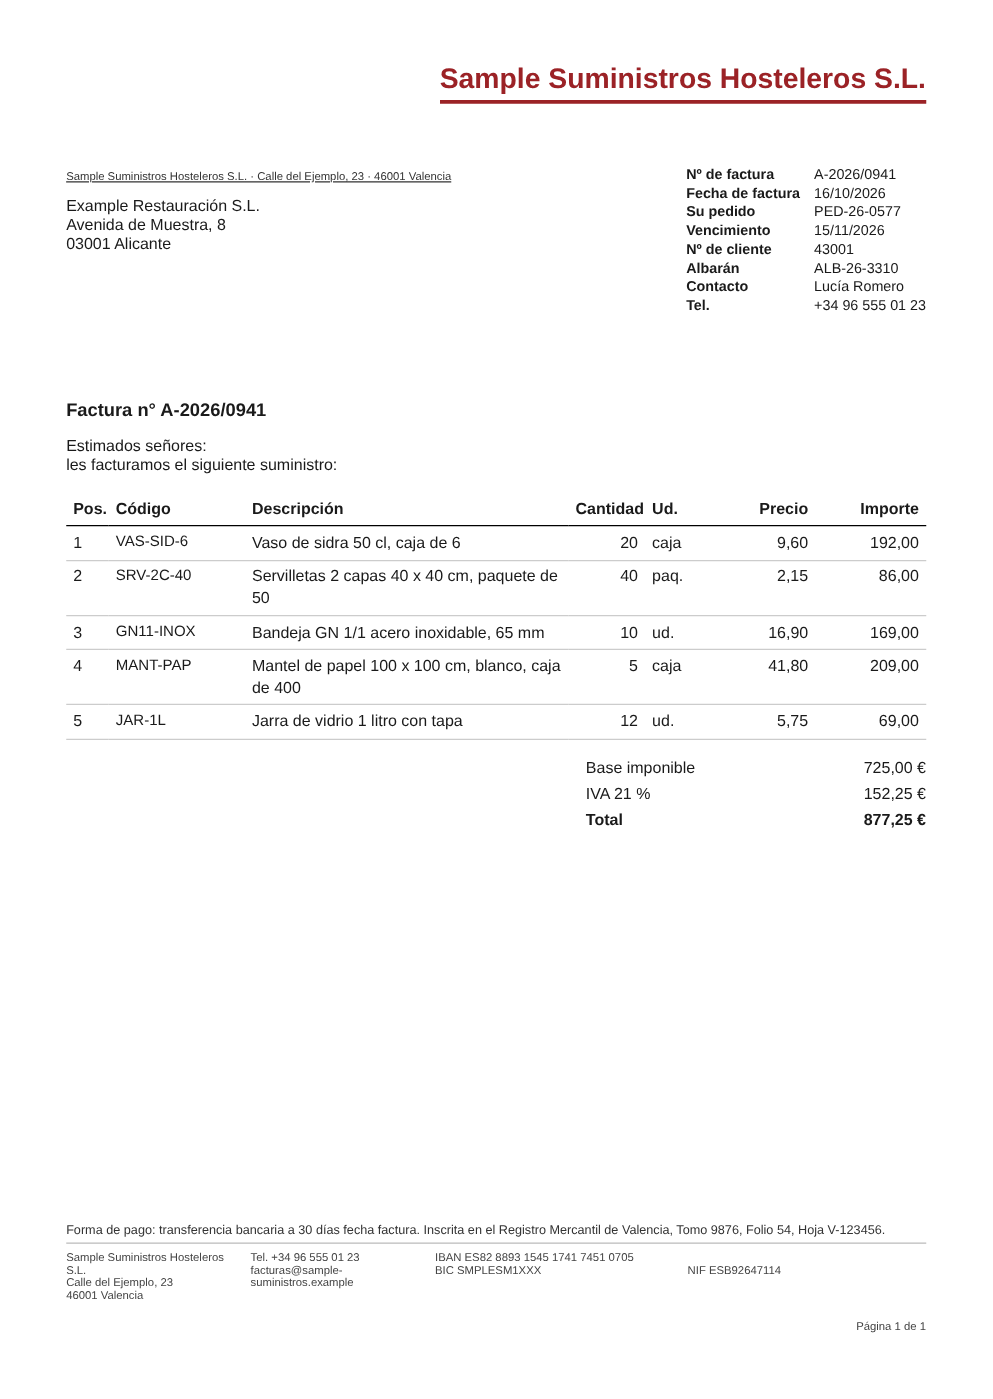 Sample Suministros Hosteleros S.L.
Sample Suministros Hosteleros S.L. · Calle del Ejemplo, 23 · 46001 Valencia
Example Restauración S.L.
Avenida de Muestra, 8
03001 Alicante
Nº de factura A-2026/0941
Fecha de factura 16/10/2026
Su pedido PED-26-0577
Vencimiento 15/11/2026
Nº de cliente 43001
Albarán ALB-26-3310
Contacto Lucía Romero
Tel. +34 96 555 01 23
Factura n° A-2026/0941
Estimados señores:
les facturamos el siguiente suministro:
Pos. Código Descripción Cantidad Ud. Precio Importe
1 VAS-SID-6 Vaso de sidra 50 cl, caja de 6 20 caja 9,60 192,00
2 SRV-2C-40 Servilletas 2 capas 40 x 40 cm, paquete de 40 paq. 2,15 86,00
50
3 GN11-INOX Bandeja GN 1/1 acero inoxidable, 65 mm 10 ud. 16,90 169,00
4 MANT-PAP Mantel de papel 100 x 100 cm, blanco, caja 5 caja 41,80 209,00
de 400
5 JAR-1L Jarra de vidrio 1 litro con tapa 12 ud. 5,75 69,00
Base imponible 725,00 €
IVA 21 % 152,25 €
Total 877,25 €
Forma de pago: transferencia bancaria a 30 días fecha factura. Inscrita en el Registro Mercantil de Valencia, Tomo 9876, Folio 54, Hoja V-123456.
Sample Suministros Hosteleros
S.L.
Calle del Ejemplo, 23
46001 Valencia
Tel. +34 96 555 01 23
facturas@sample-
suministros.example
IBAN ES82 8893 1545 1741 7451 0705
BIC SMPLESM1XXX
NIF ESB92647114
Página 1 de 1